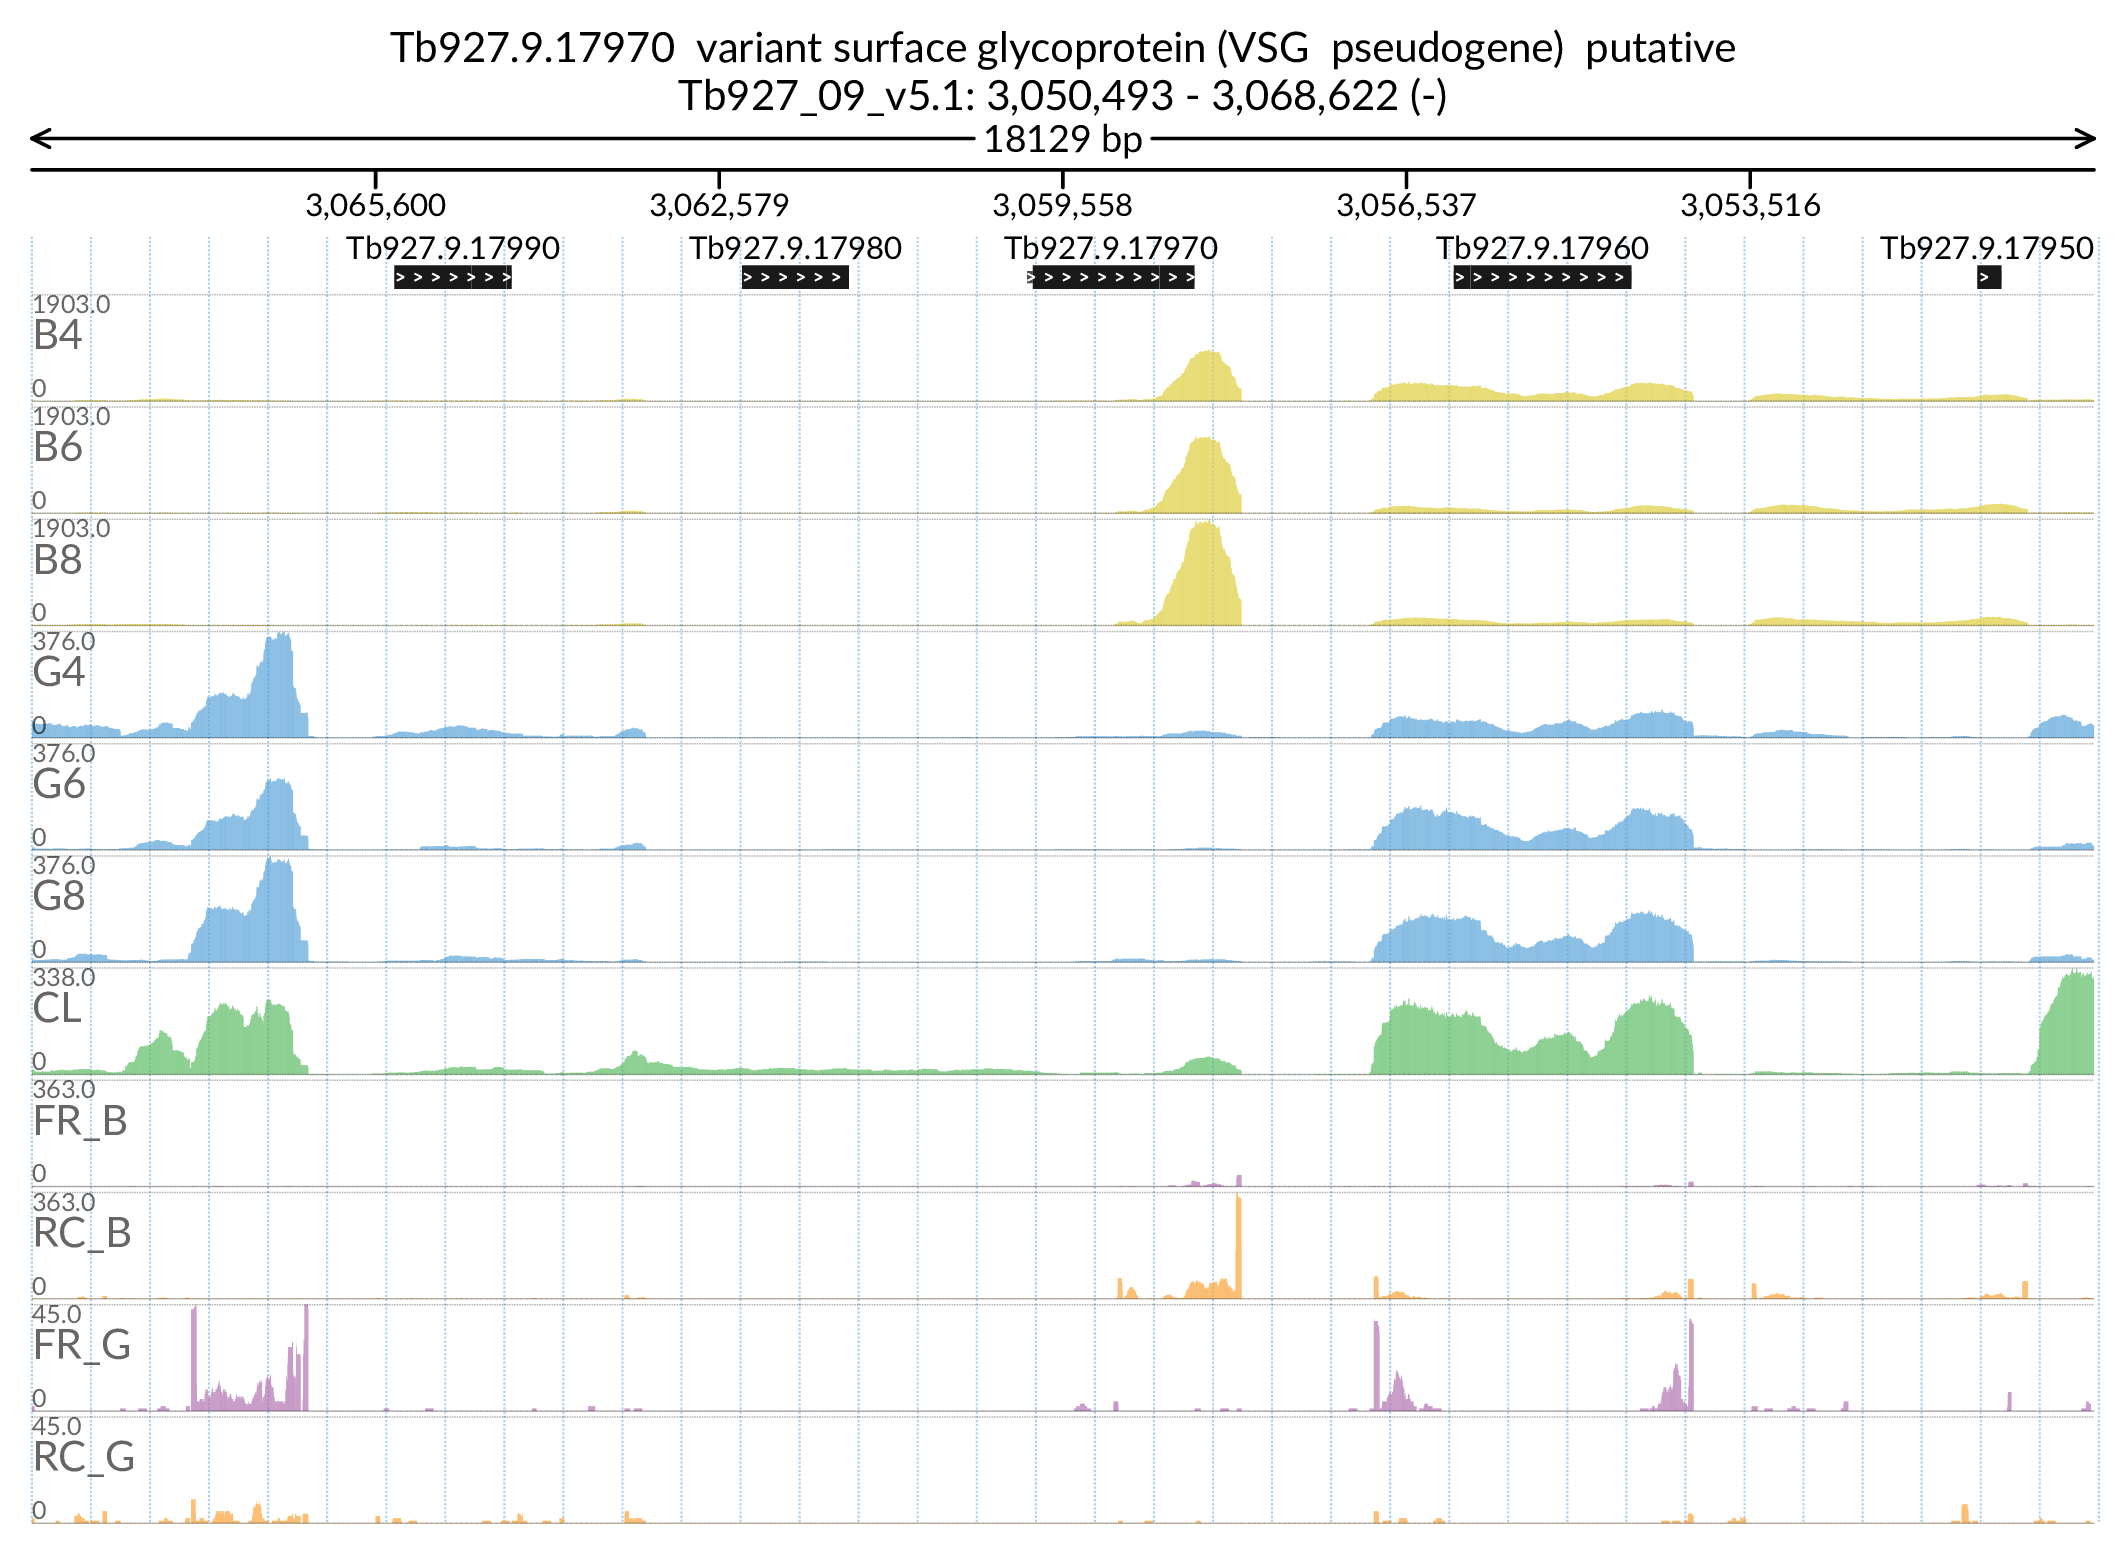 Tb927.9.17970  variant surface glycoprotein (VSG  pseudogene)  putative
Tb927_09_v5.1: 3,050,493 - 3,068,622 (-)
18129 bp
3,065,600 3,062,579 3,059,558 3,056,537 3,053,516
Tb927.9.17990 Tb927.9.17980 Tb927.9.17970 Tb927.9.17960 Tb927.9.17950
1903.0
B4
0
1903.0
B6
0
1903.0
B8
0
376.0
G4
0
376.0
G6
0
376.0
G8
0
338.0
CL
0
363.0
FR_B
0
363.0
RC_B
0
45.0
FR_G
0
45.0
RC_G
0